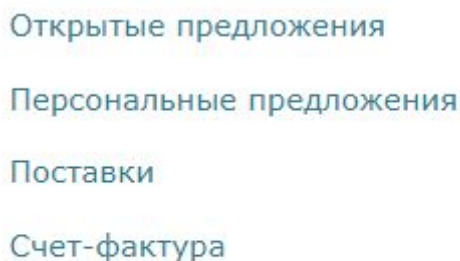 Открытые предложения
Персональные предложения
Поставки
Счет-фактура